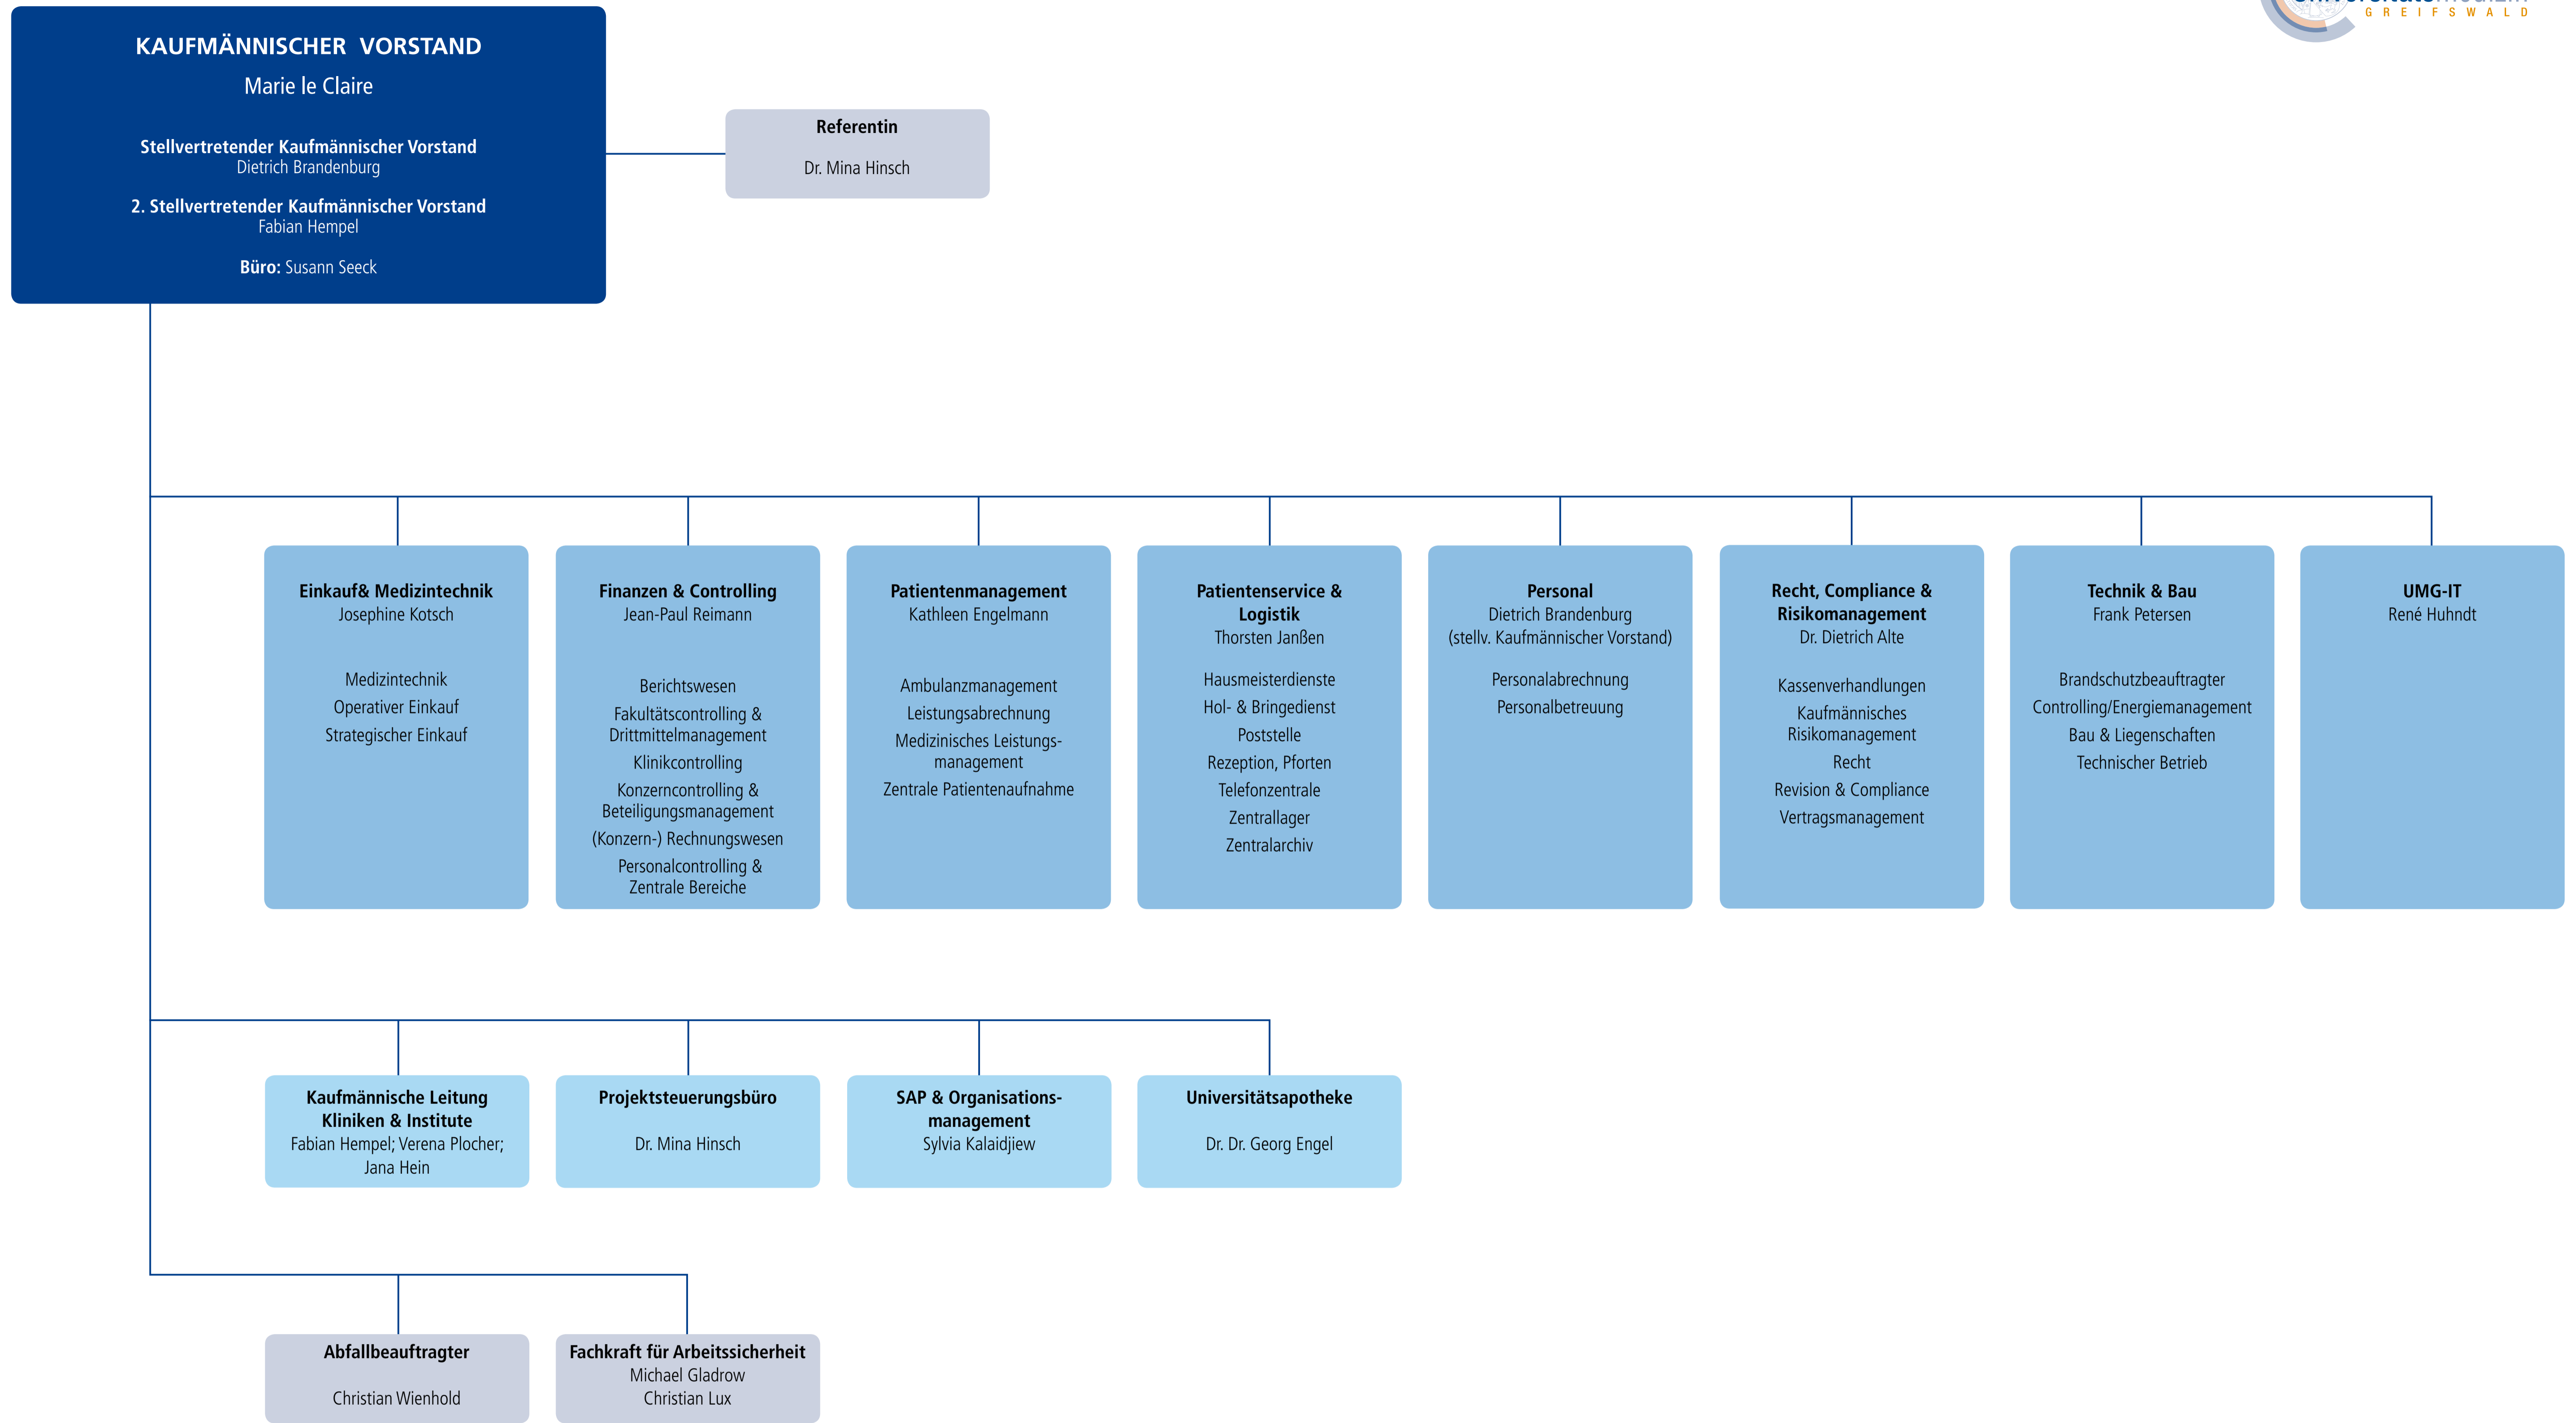 GREIFSWALD
KAUFMÄNNISCHER VORSTAND
Marie le Claire
Stellvertretender Kaufmännischer Vorstand
Dietrich Brandenburg
2. Stellvertretender Kaufmännischer Vorstand
Fabian Hempel
Büro: Susann Seeck
Referentin
Dr. Mina Hinsch
Einkauf& Medizintechnik
Josephine Kotsch
Medizintechnik
Operativer Einkauf
Strategischer Einkauf
Finanzen & Controlling
Jean-Paul Reimann
Berichtswesen
Fakultätscontrolling &
Drittmittelmanagement
Klinikcontrolling
Konzerncontrolling &
Beteiligungsmanagement
(Konzern-) Rechnungswesen
Personalcontrolling &
Zentrale Bereiche
Patientenmanagement
Kathleen Engelmann
Ambulanzmanagement
Leistungsabrechnung
Medizinisches Leistungs-
management
Zentrale Patientenaufnahme
Patientenservice &
Logistik
Thorsten Janßen
Hausmeisterdienste
Hol- & Bringedienst
Poststelle
Rezeption, Pforten
Telefonzentrale
Zentrallager
Zentralarchiv
Personal
Dietrich Brandenburg
(stellv. Kaufmännischer Vorstand)
Personalabrechnung
Personalbetreuung
Recht, Compliance &
Risikomanagement
Dr. Dietrich Alte
Kassenverhandlungen
Kaufmännisches
Risikomanagement
Recht
Revision & Compliance
Vertragsmanagement
Technik & Bau
Frank Petersen
Brandschutzbeauftragter
Controlling/Energiemanagement
Bau & Liegenschaften
Technischer Betrieb
UMG-IT
René Huhndt
Kaufmännische Leitung
Kliniken & Institute
Fabian Hempel; Verena Plocher;
Jana Hein
Projektsteuerungsbüro
Dr. Mina Hinsch
SAP & Organisations-
management
Sylvia Kalaidjiew
Universitätsapotheke
Dr. Dr. Georg Engel
Abfallbeauftragter
Christian Wienhold
Fachkraft für Arbeitssicherheit
Michael Gladrow
Christian Lux